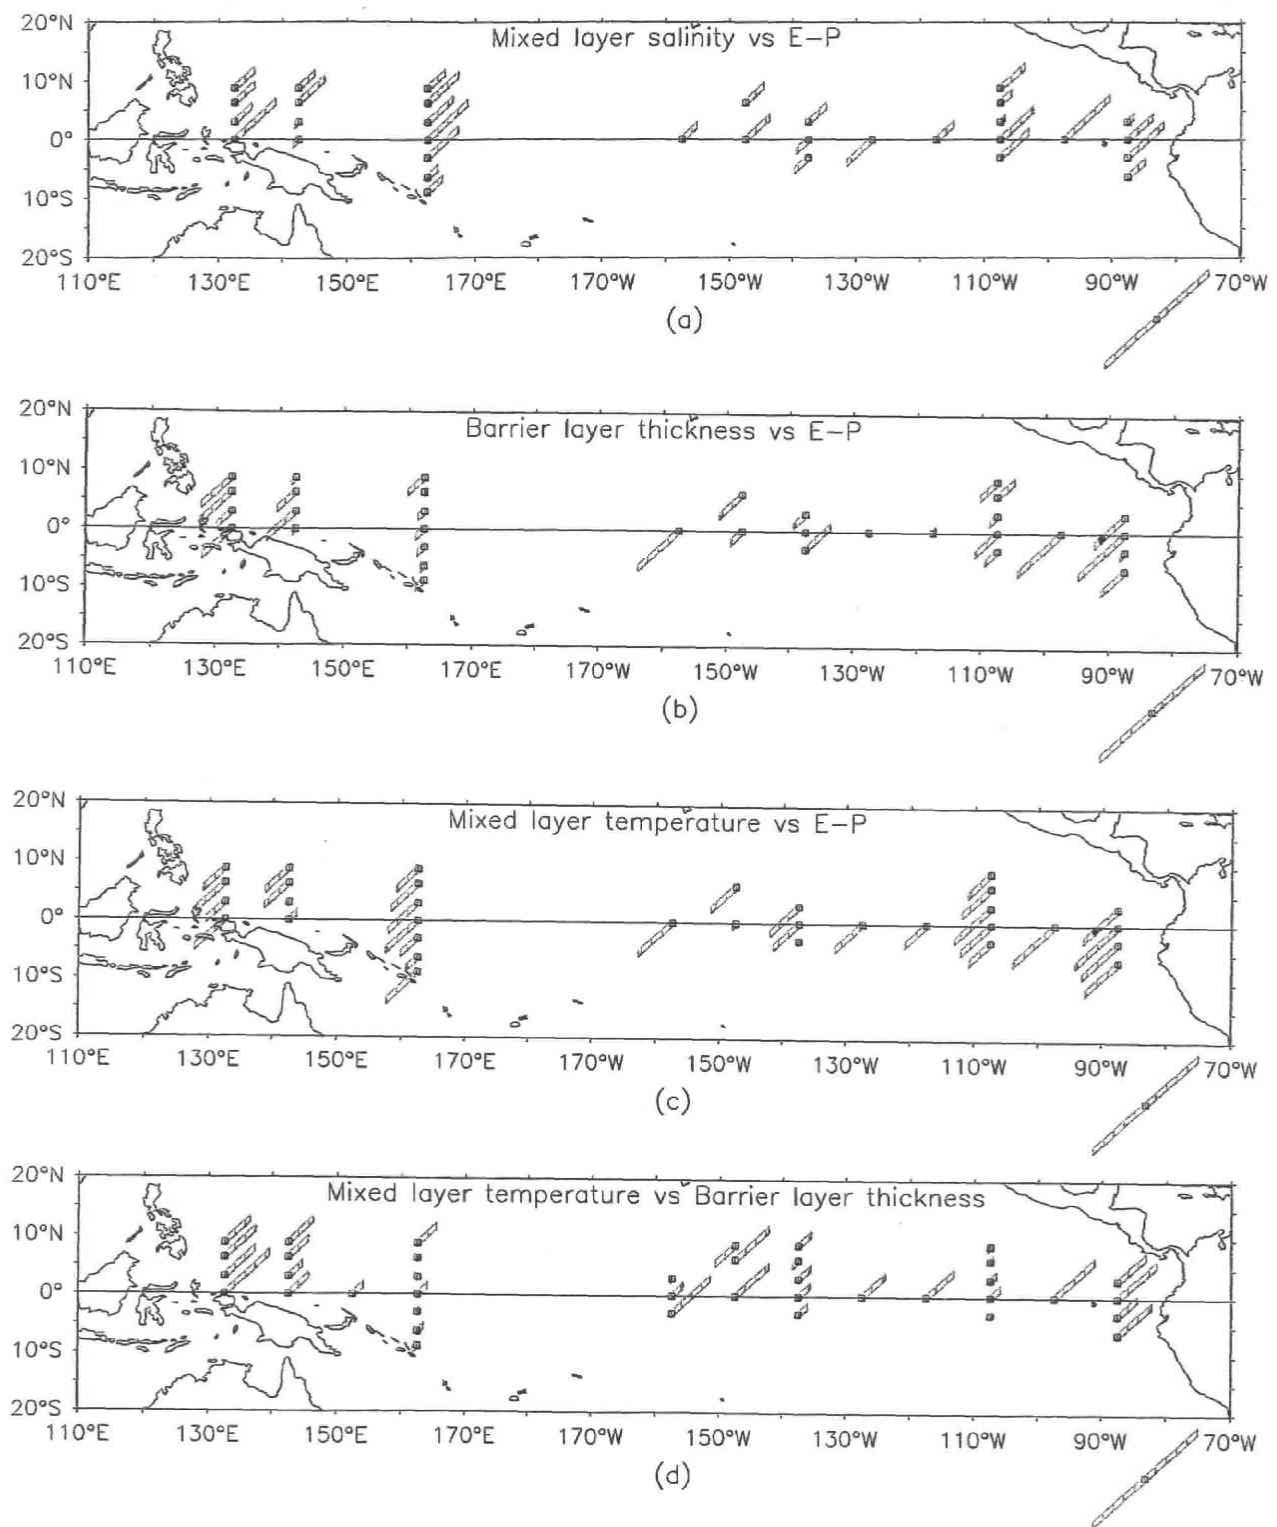 Mixed layer salinity vs E-P
20°N
10°N
0°
10°S
20°S
110°E 130°E 150°E 170°E 170°W 150°W 130°W 110°W 90°W 70°W
(a)
Barrier layer thickness vs E-P
20°N
10°N
0°
10°S
20°S
110°E 130°E 150°E 170°E 170°W 150°W 130°W 110°W 90°W 70°W
(b)
Mixed layer temperature vs E-P
20°N
10°N
0°
10°S
20°S
110°E 130°E 150°E 170°E 170°W 150°W 130°W 110°W 90°W 70°W
(c)
Mixed layer temperature vs Barrier layer thickness
20°N
10°N
0°
10°S
20°S
110°E 130°E 150°E 170°E 170°W 150°W 130°W 110°W 90°W 70°W
(d)